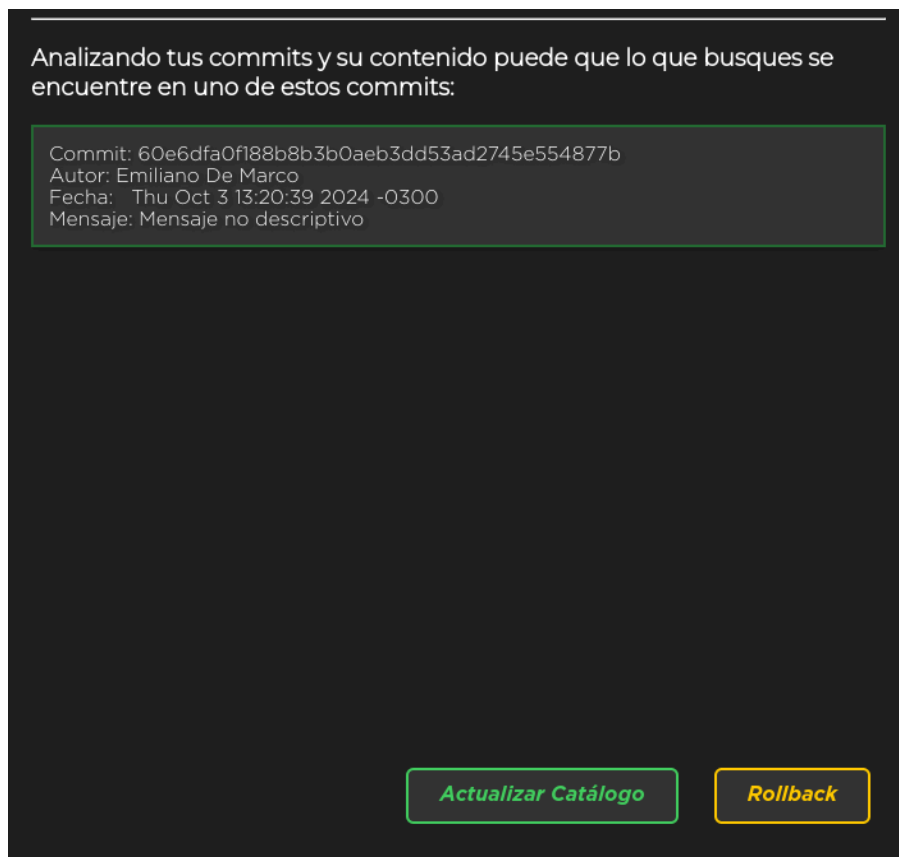 Analizando tus commits y su contenido puede que lo que busques se
encuentre en uno de estos commits:
Commit: 60e6dfa0f188b8b3b0aeb3dd53ad2745e554877b
Autor: Emiliano De Marco
Fecha:   Thu Oct 3 13:20:39 2024 -0300
Mensaje: Mensaje no descriptivo
Actualizar Catálogo
Rollback